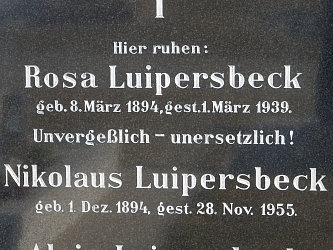 Hier ruhen:
Rosa Luipersbeck
geb. 8. März 1894, gest. 1. März 1939.
Unvergeßlich - unersetzlich!
Nikolaus Luipersbeck
geb. 1. Dez. 1894, gest. 28. Nov. 1955.